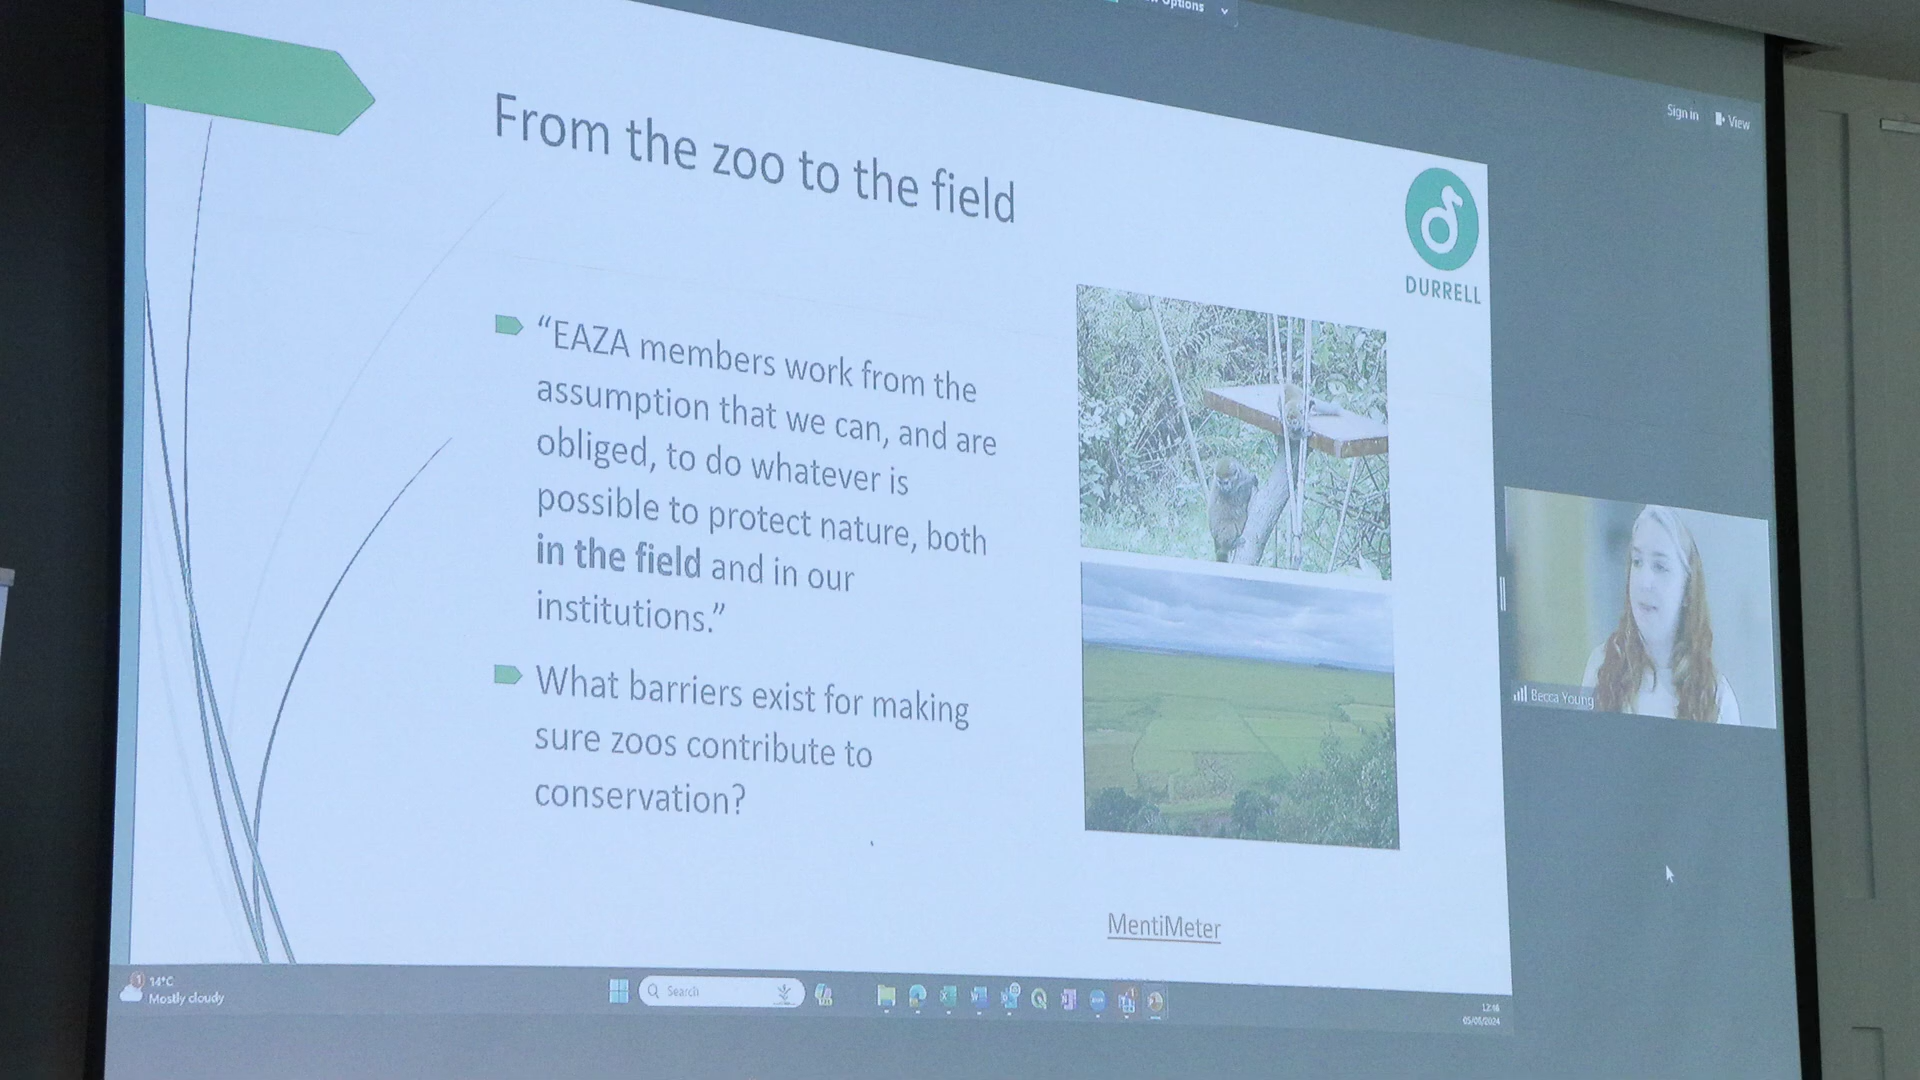 Options
Sign in
View
From the zoo to the field
DURRELL
“EAZA members work from the
assumption that we can, and are
obliged, to do whatever is
possible to protect nature, both
in the field and in our
institutions.”
What barriers exist for making
sure zoos contribute to
conservation?
Becca Young
MentiMeter
14°C
Mostly cloudy
Search